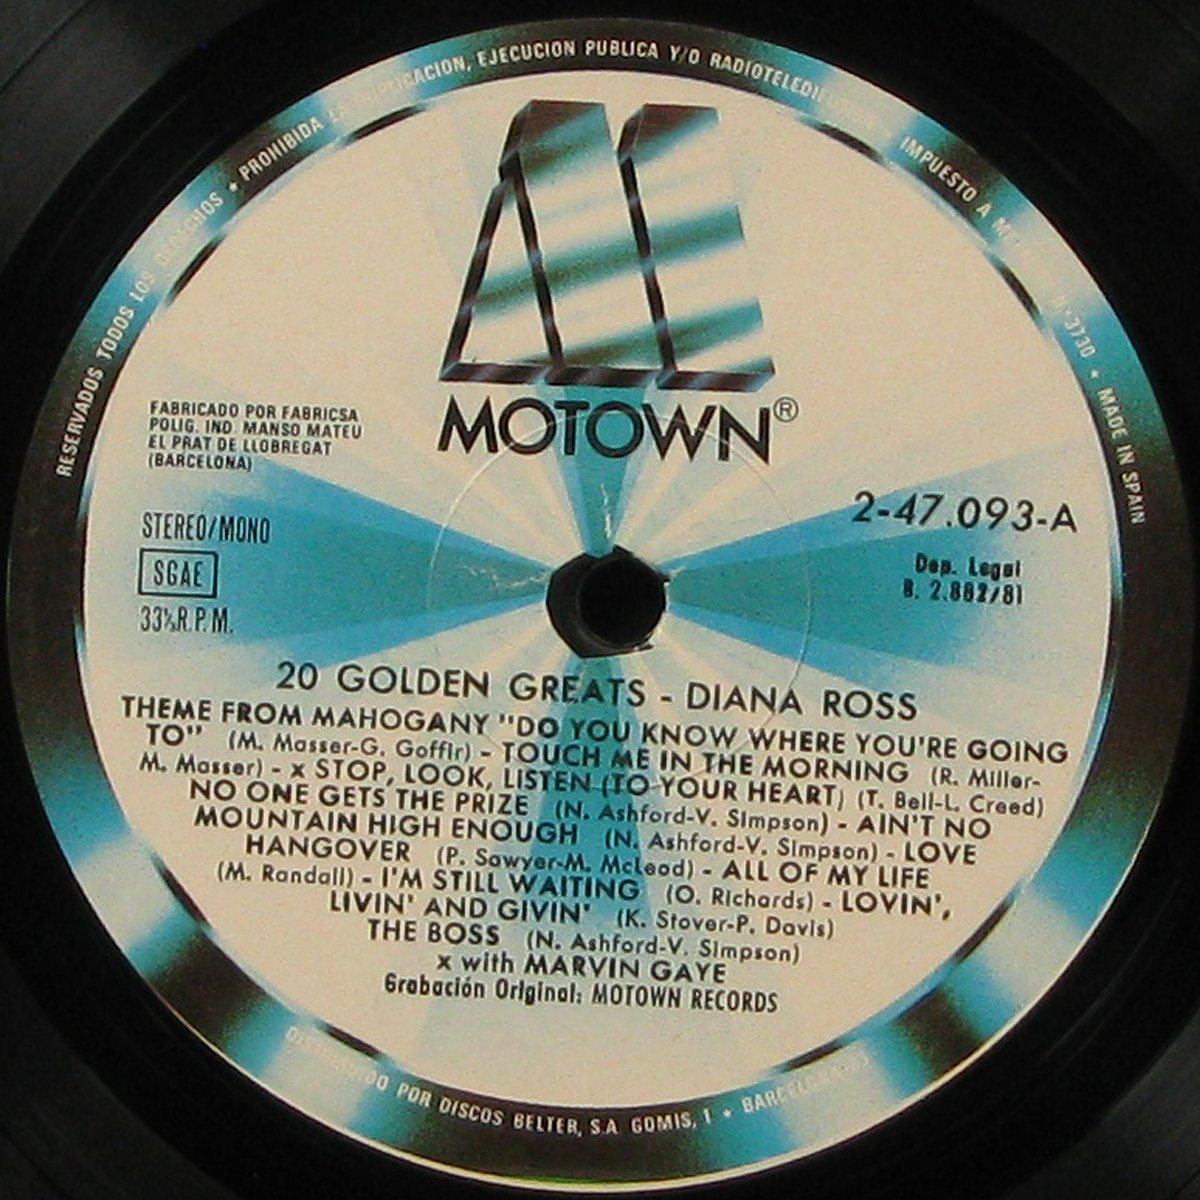 RESERVADOS TODOS LOS DERECHOS * PROHIBIDA LA DUPLICACION, EJECUCION PUBLICA Y/O IMPUESTO A 3730 * MADE IN SPAIN
MOTOWN®
FABRICADO POR FABRICSA
POLIG. IND. MANSO MATEU
EL PRAT DE LLOBREGAT
(BARCELONA)
2-47.093-A
STEREO/MONO
Dep. Legal
SGAE
B. 2.882/81
33⅓ R.P.M.
20 GOLDEN GREATS - DIANA ROSS
THEME FROM MAHOGANY "DO YOU KNOW WHERE YOU'RE GOING
TO" (M. Masser-G. Goffir) - TOUCH ME IN THE MORNING (R. Miller-
M. Masser) - x STOP, LOOK, LISTEN (TO YOUR HEART) (T. Bell-L. Creed)
NO ONE GETS THE PRIZE (N. Ashford-V. Simpson) - AIN'T NO
MOUNTAIN HIGH ENOUGH (N. Ashford-V. Simpson) - LOVE
HANGOVER (P. Sawyer-M. McLeod) - ALL OF MY LIFE
(M. Randall) - I'M STILL WAITING (O. Richards) - LOVIN',
LIVIN' AND GIVIN' (K. Stover-P. Davis)
THE BOSS (N. Ashford-V. Simpson)
x with MARVIN GAYE
Grabación Original: MOTOWN RECORDS
POR DISCOS BELTER, S.A. GOMIS, 1 *